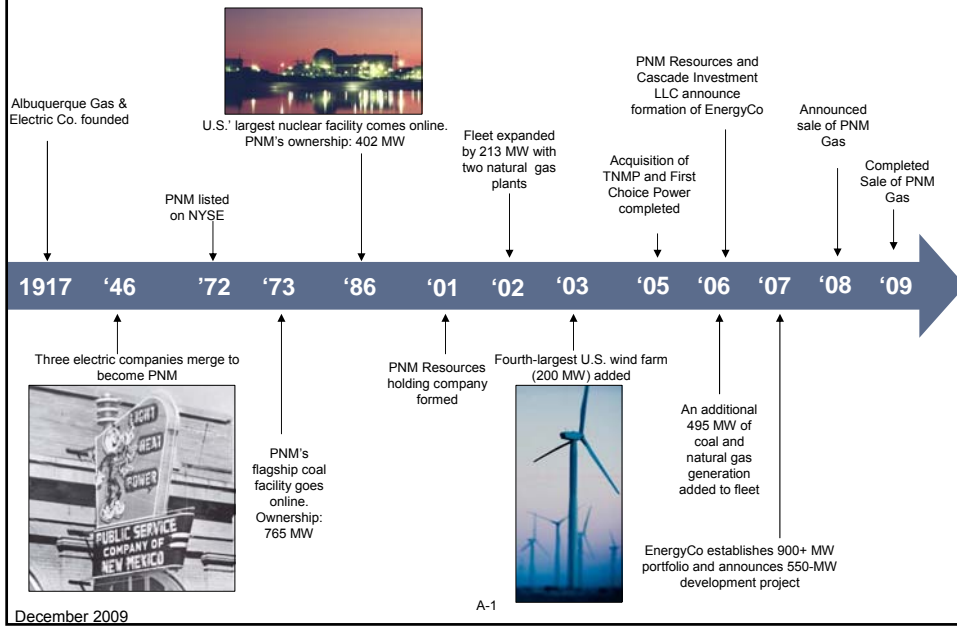 Albuquerque Gas &
Electric Co. founded
PNM listed
on NYSE
U.S.' largest nuclear facility comes online.
PNM's ownership: 402 MW
Fleet expanded
by 213 MW with
two natural gas
plants
Acquisition of
TNMP and First
Choice Power
completed
PNM Resources and
Cascade Investment
LLC announce
formation of EnergyCo
Announced
sale of PNM
Gas
Completed
Sale of PNM
Gas
1917 ‘46 ’72 ‘73 ‘86 ‘01 ‘02 ‘03 ‘05 ‘06 ‘07 ‘08 ‘09
Three electric companies merge to
become PNM
LIGHT
HEAT
POWER
PUBLIC SERVICE
COMPANY OF
NEW MEXICO
PNM's
flagship coal
facility goes
online.
Ownership:
765 MW
PNM Resources
holding company
formed
Fourth-largest U.S. wind farm
(200 MW) added
An additional
495 MW of
coal and
natural gas
generation
added to fleet
EnergyCo establishes 900+ MW
portfolio and announces 550-MW
development project
A-1
December 2009